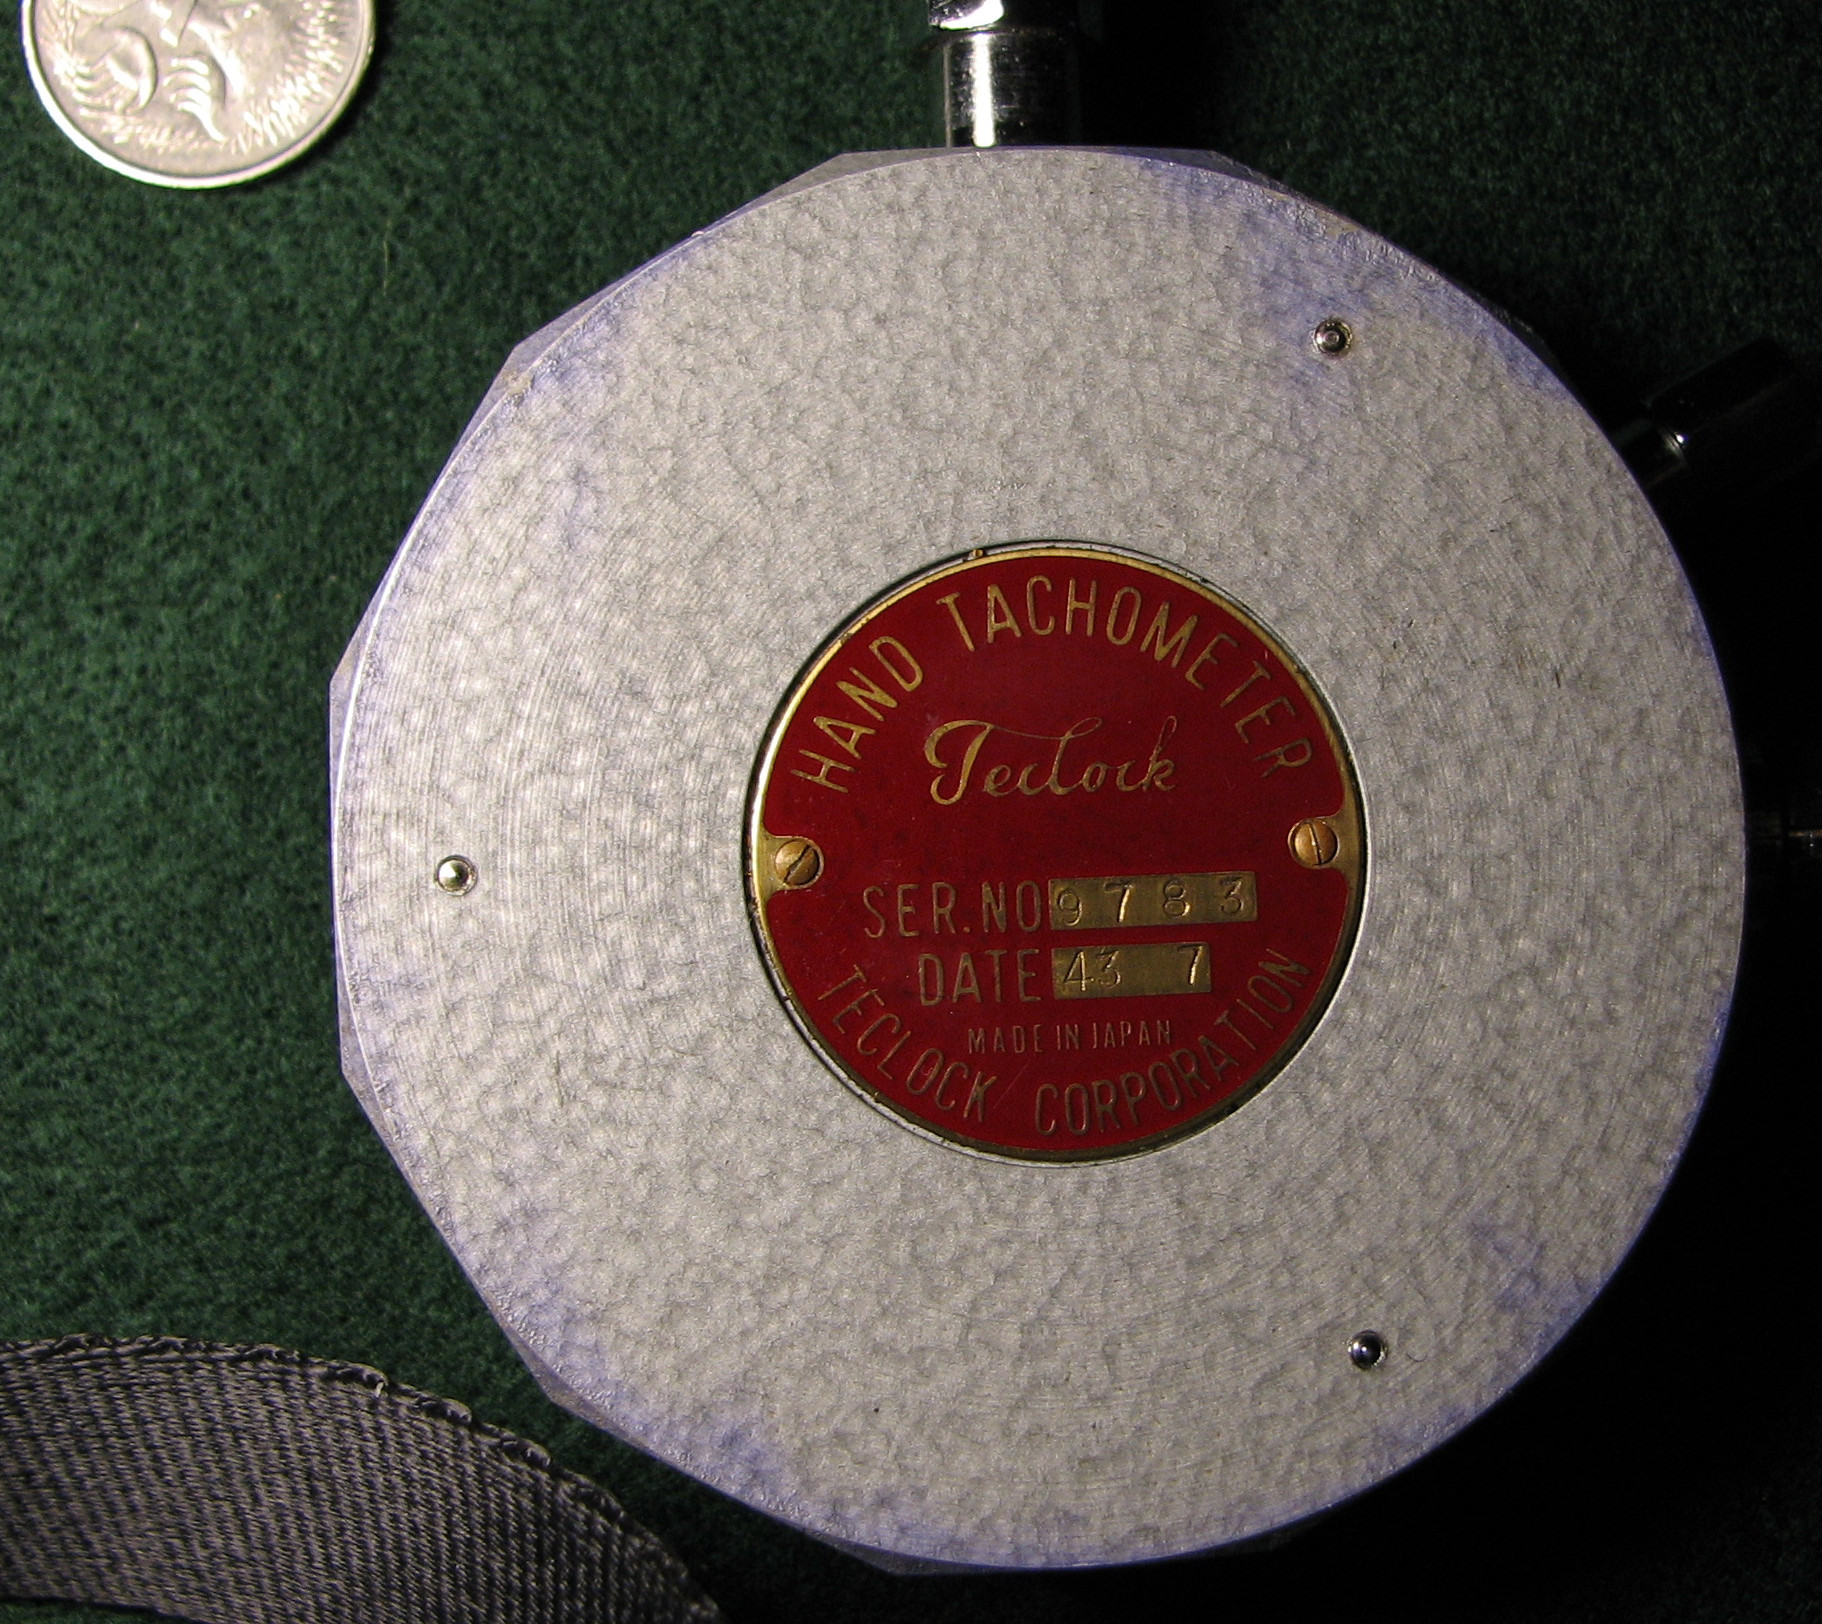 HAND TACHOMETER
Teclock
SER.NO 9783
DATE 43 7
MADE IN JAPAN
TECLOCK CORPORATION